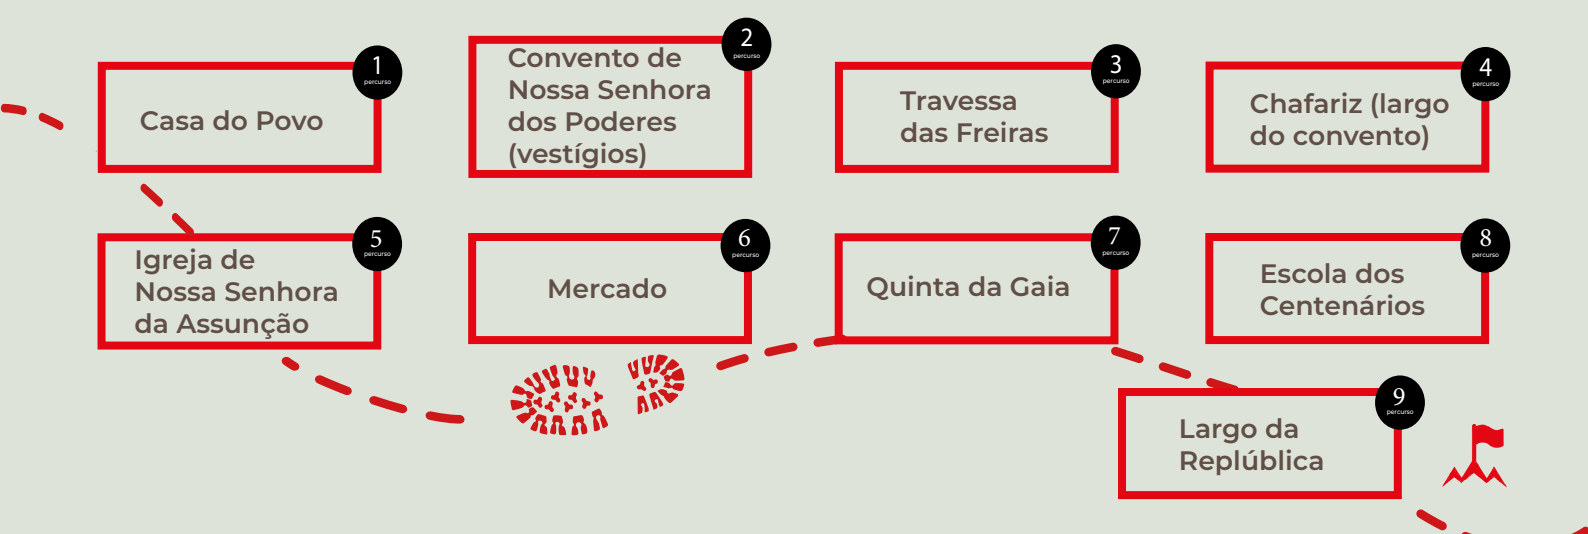 1
percurso
Casa do Povo
2
percurso
Convento de
Nossa Senhora
dos Poderes
(vestígios)
3
percurso
Travessa
das Freiras
4
percurso
Chafariz (largo
do convento)
5
percurso
Igreja de
Nossa Senhora
da Assunção
6
percurso
Mercado
7
percurso
Quinta da Gaia
8
percurso
Escola dos
Centenários
9
percurso
Largo da
Replública